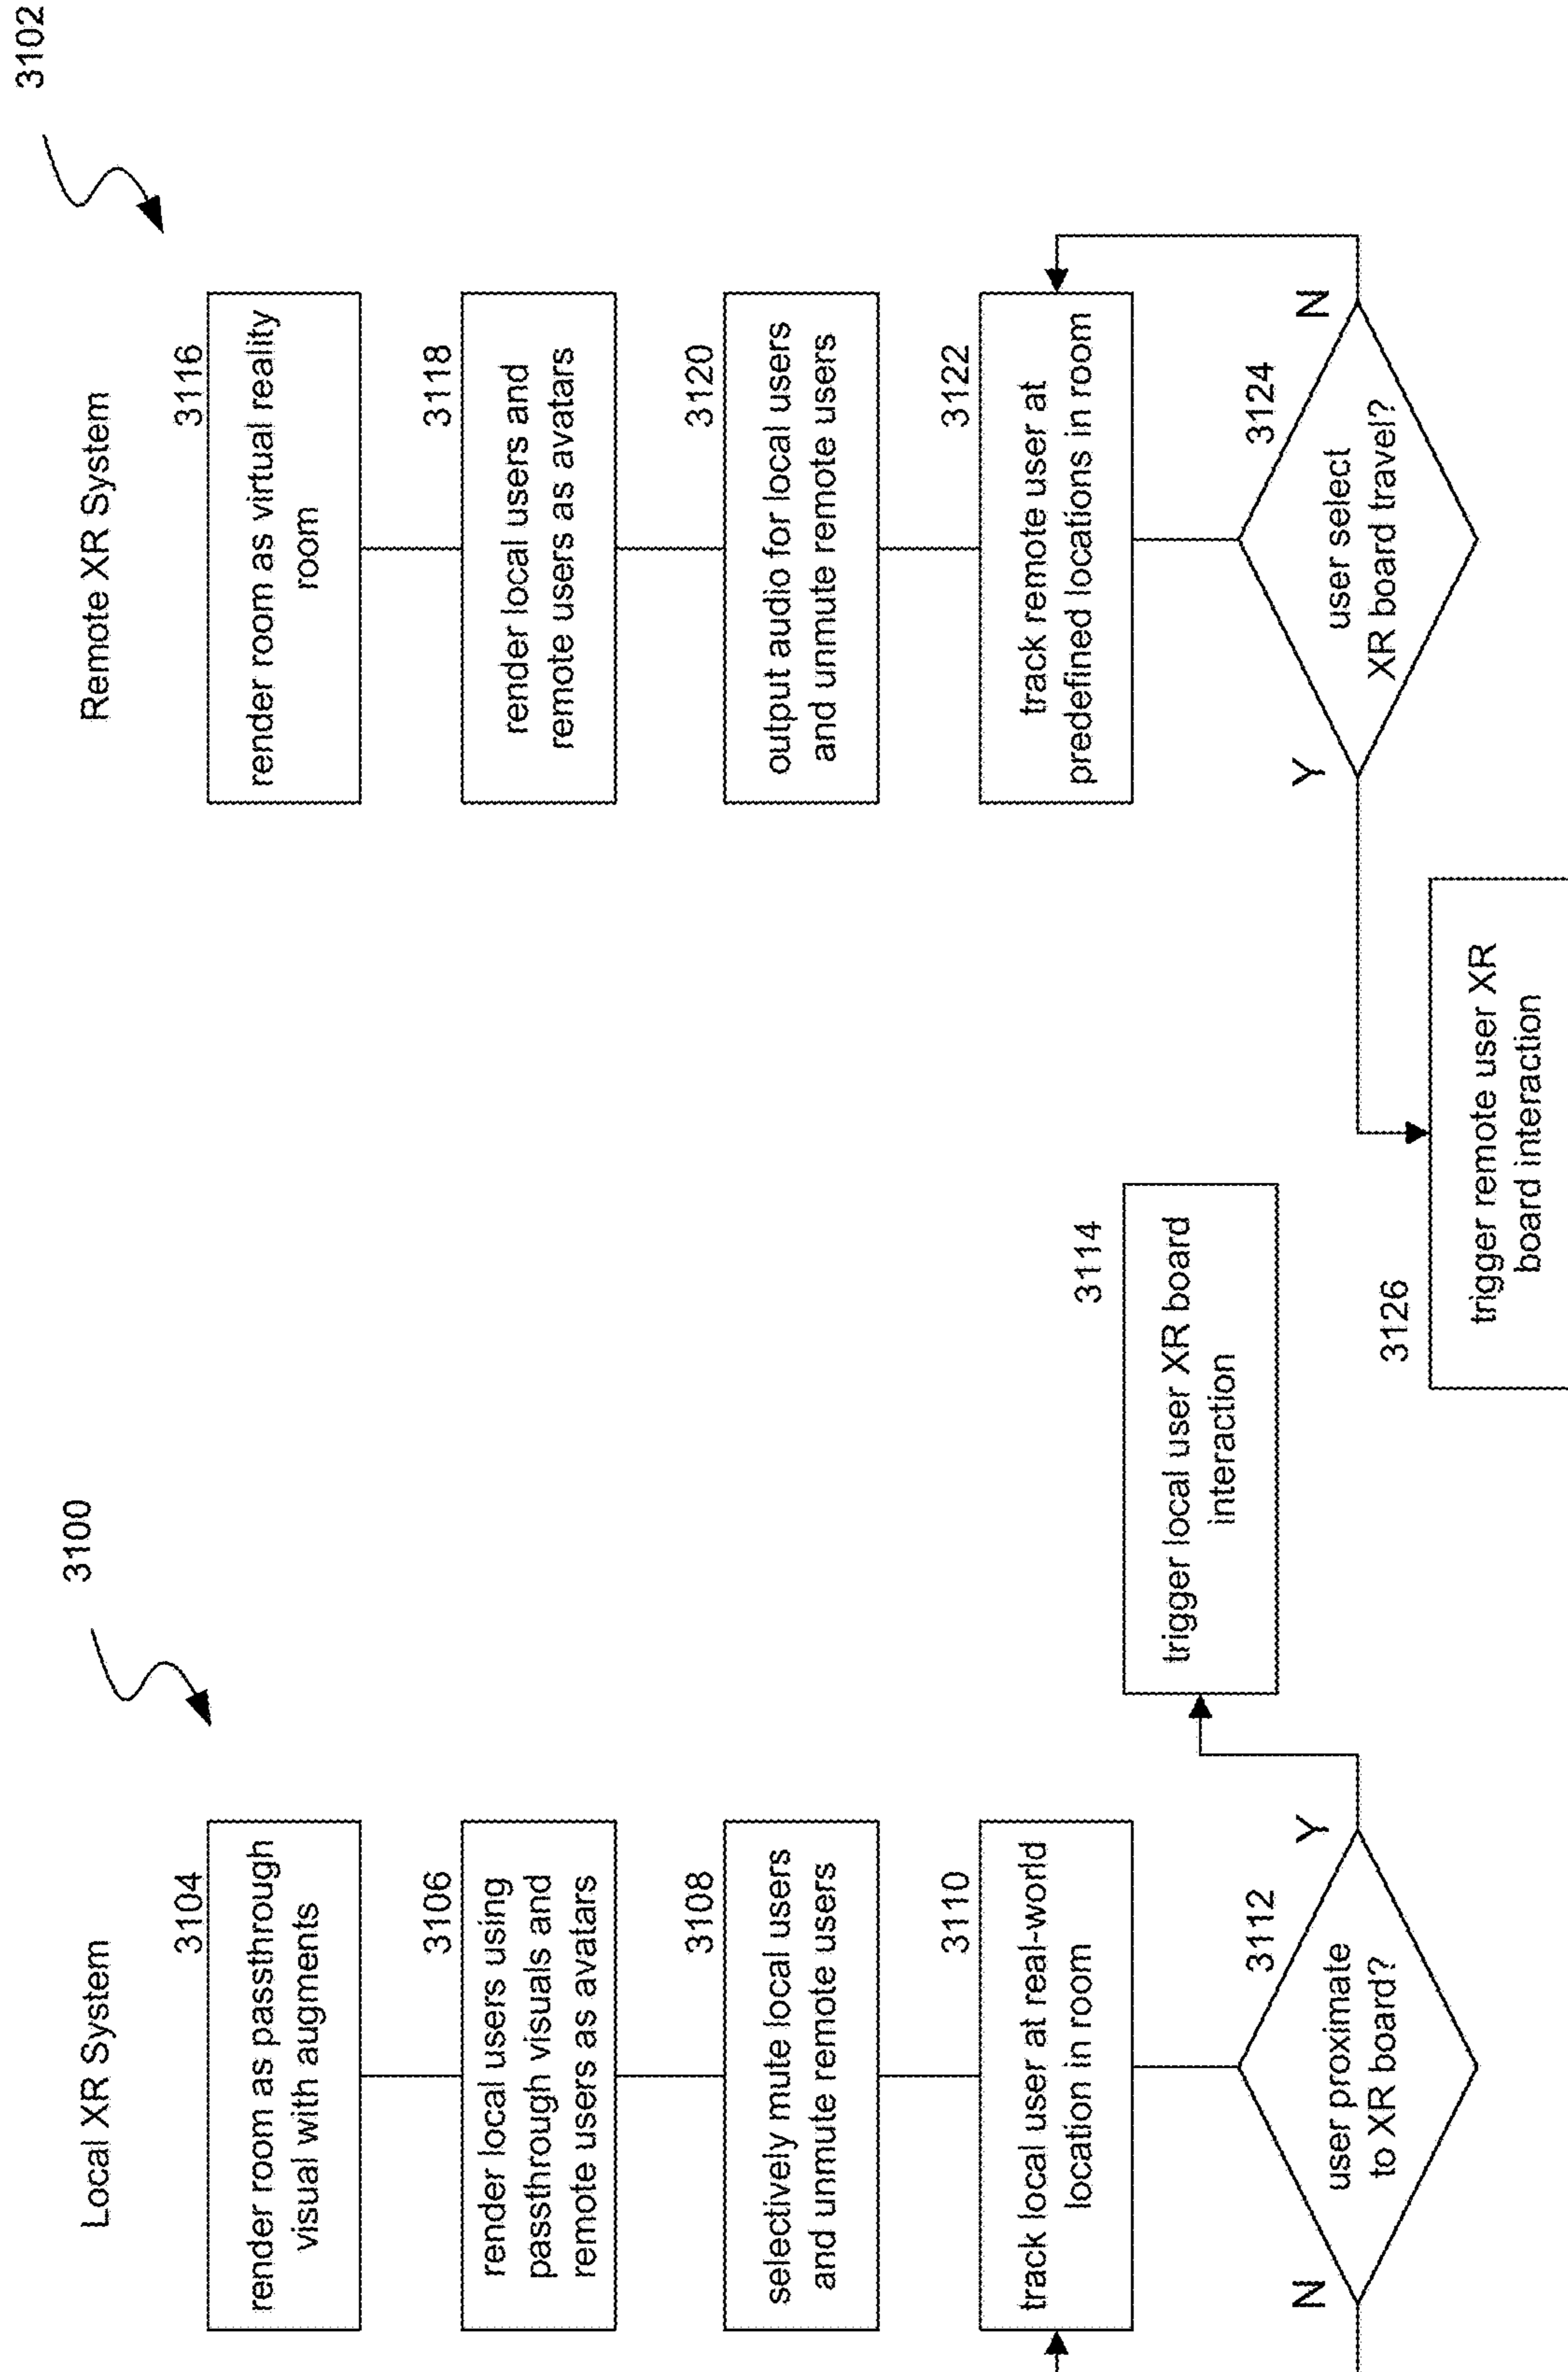 Local XR System
3100
3104
render room as passthrough
visual with augments
3106
render local users using
passthrough visuals and
remote users as avatars
3108
selectively mute local users
and unmute remote users
3110
track local user at real-world
location in room
3112
user proximate
to XR board?
N
Y
3114
trigger local user XR board
interaction
Remote XR System
3102
3116
render room as virtual reality
room
3118
render local users and
remote users as avatars
3120
output audio for local users
and unmute remote users
3122
track remote user at
predefined locations in room
3124
user select
XR board travel?
Y
N
3126
trigger remote user XR
board interaction